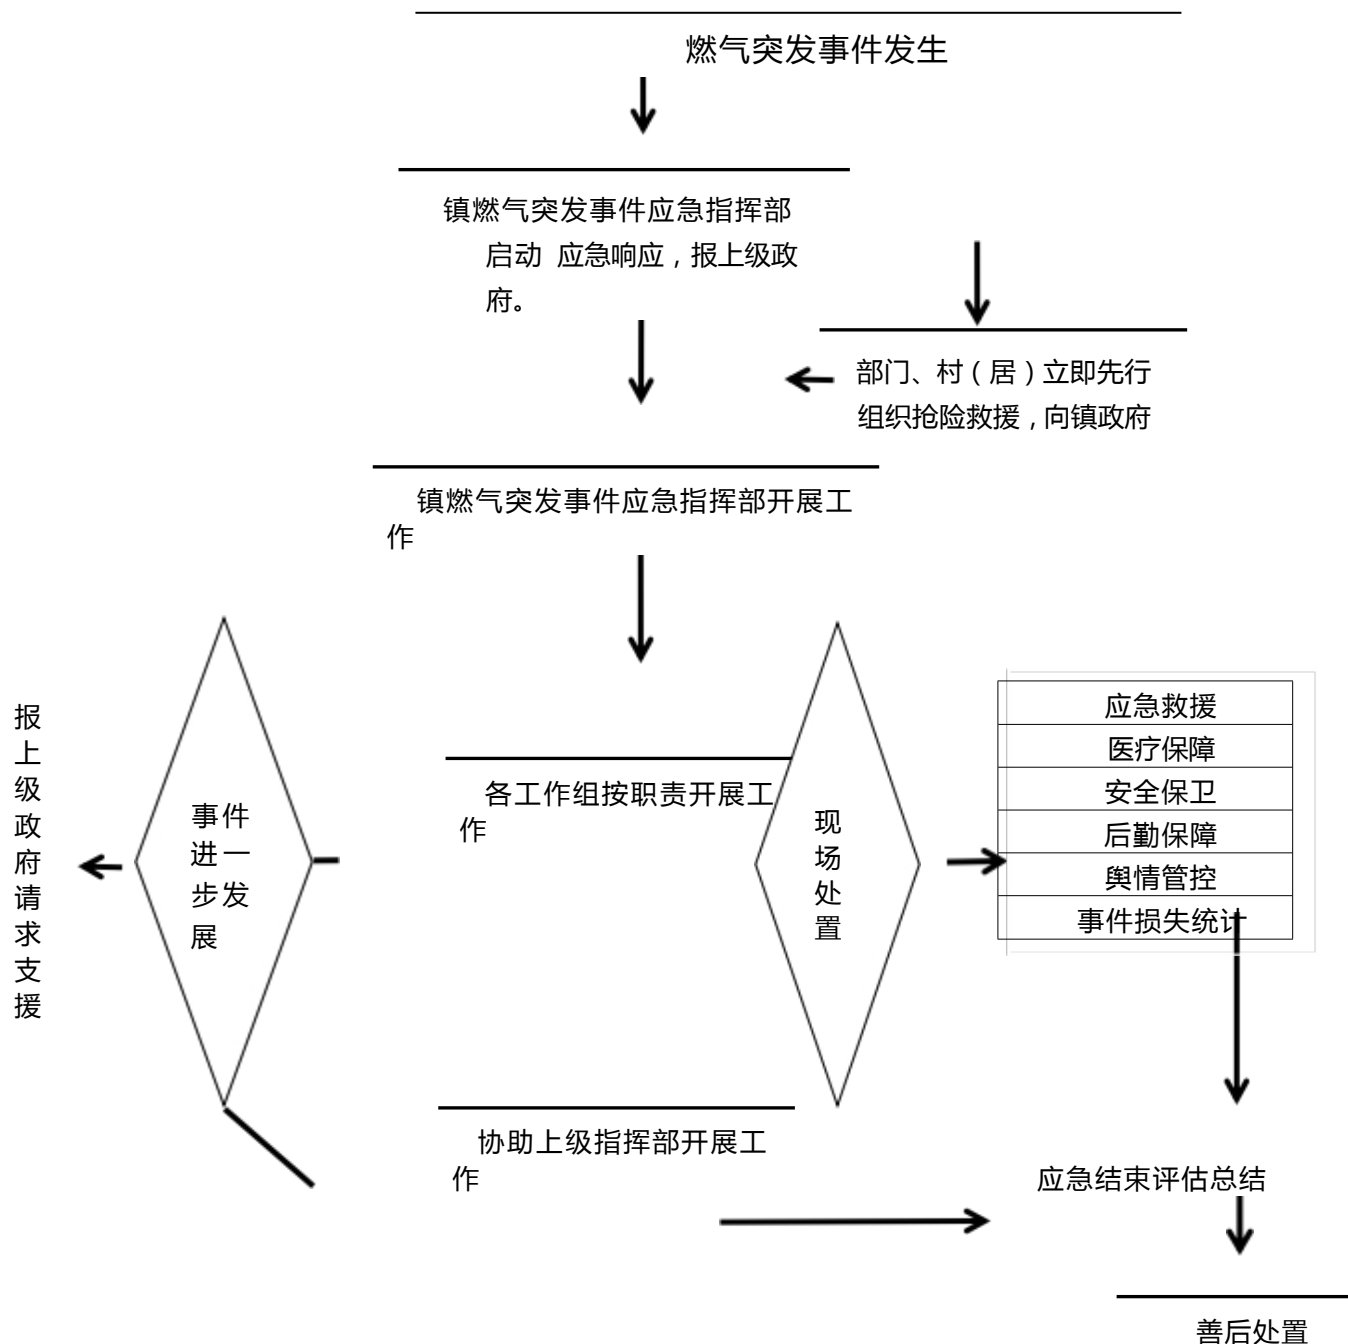 燃气突发事件发生
镇燃气突发事件应急指挥部
启动 应急响应，报上级政
府。
部门、村（居）立即先行
组织抢险救援，向镇政府
镇燃气突发事件应急指挥部开展工
作
报
上
级
政
府
请
求
支
援
事件
进一
步发
展
各工作组按职责开展工
作
现
场
处
置
应急救援
医疗保障
安全保卫
后勤保障
舆情管控
事件损失统计
协助上级指挥部开展工
作
应急结束评估总结
善后处置